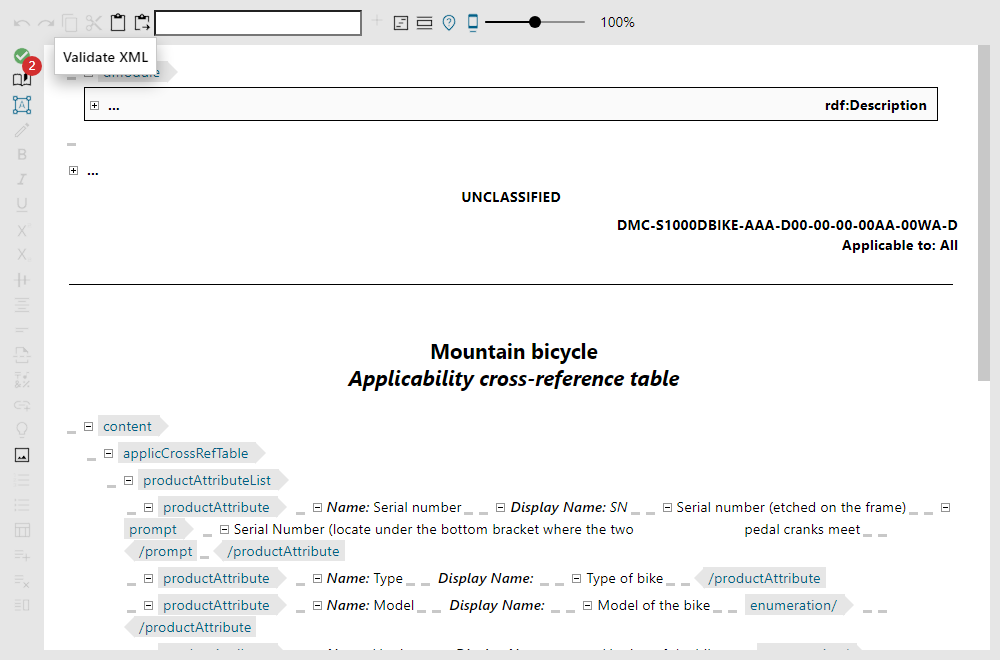 100%
Validate XML
2
dmodule
... rdf:Description
...
UNCLASSIFIED
DMC-S1000DBIKE-AAA-D00-00-00-00AA-00WA-D
Applicable to: All
Mountain bicycle
Applicability cross-reference table
content
applicCrossRefTable
productAttributeList
productAttribute Name: Serial number Display Name: SN Serial number (etched on the frame)
prompt Serial Number (locate under the bottom bracket where the two pedal cranks meet
/prompt /productAttribute
productAttribute Name: Type Display Name: Type of bike /productAttribute
productAttribute Name: Model Display Name: Model of the bike enumeration/
/productAttribute